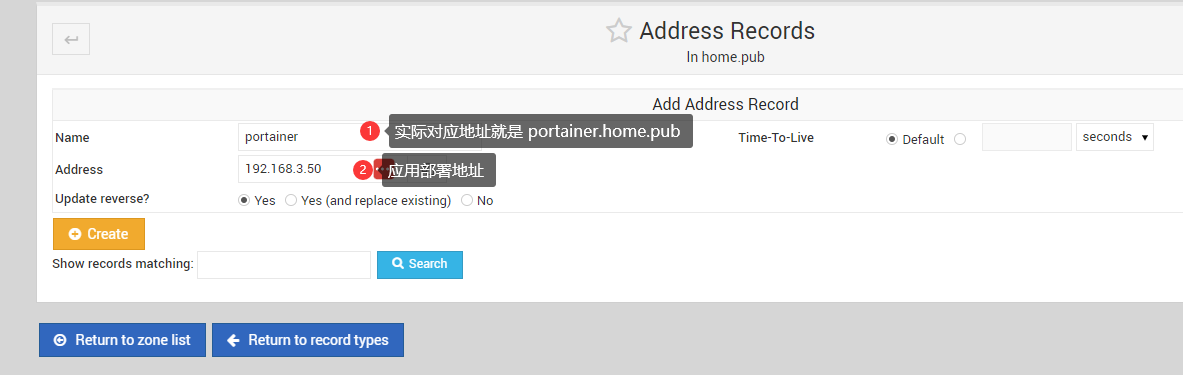 Address Records
In home.pub
Add Address Record
Name portainer 1 实际对应地址就是 portainer.home.pub Time-To-Live Default seconds
Address 192.168.3.50 2 应用部署地址
Update reverse? Yes Yes (and replace existing) No
Create
Show records matching: Search
Return to zone list Return to record types